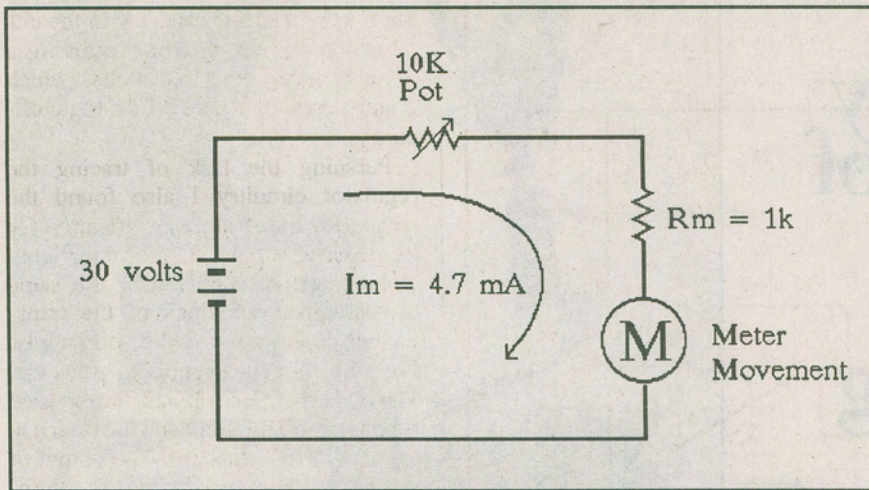 10K
Pot
30 volts
Im = 4.7 mA
Rm = 1k
M
Meter
Movement